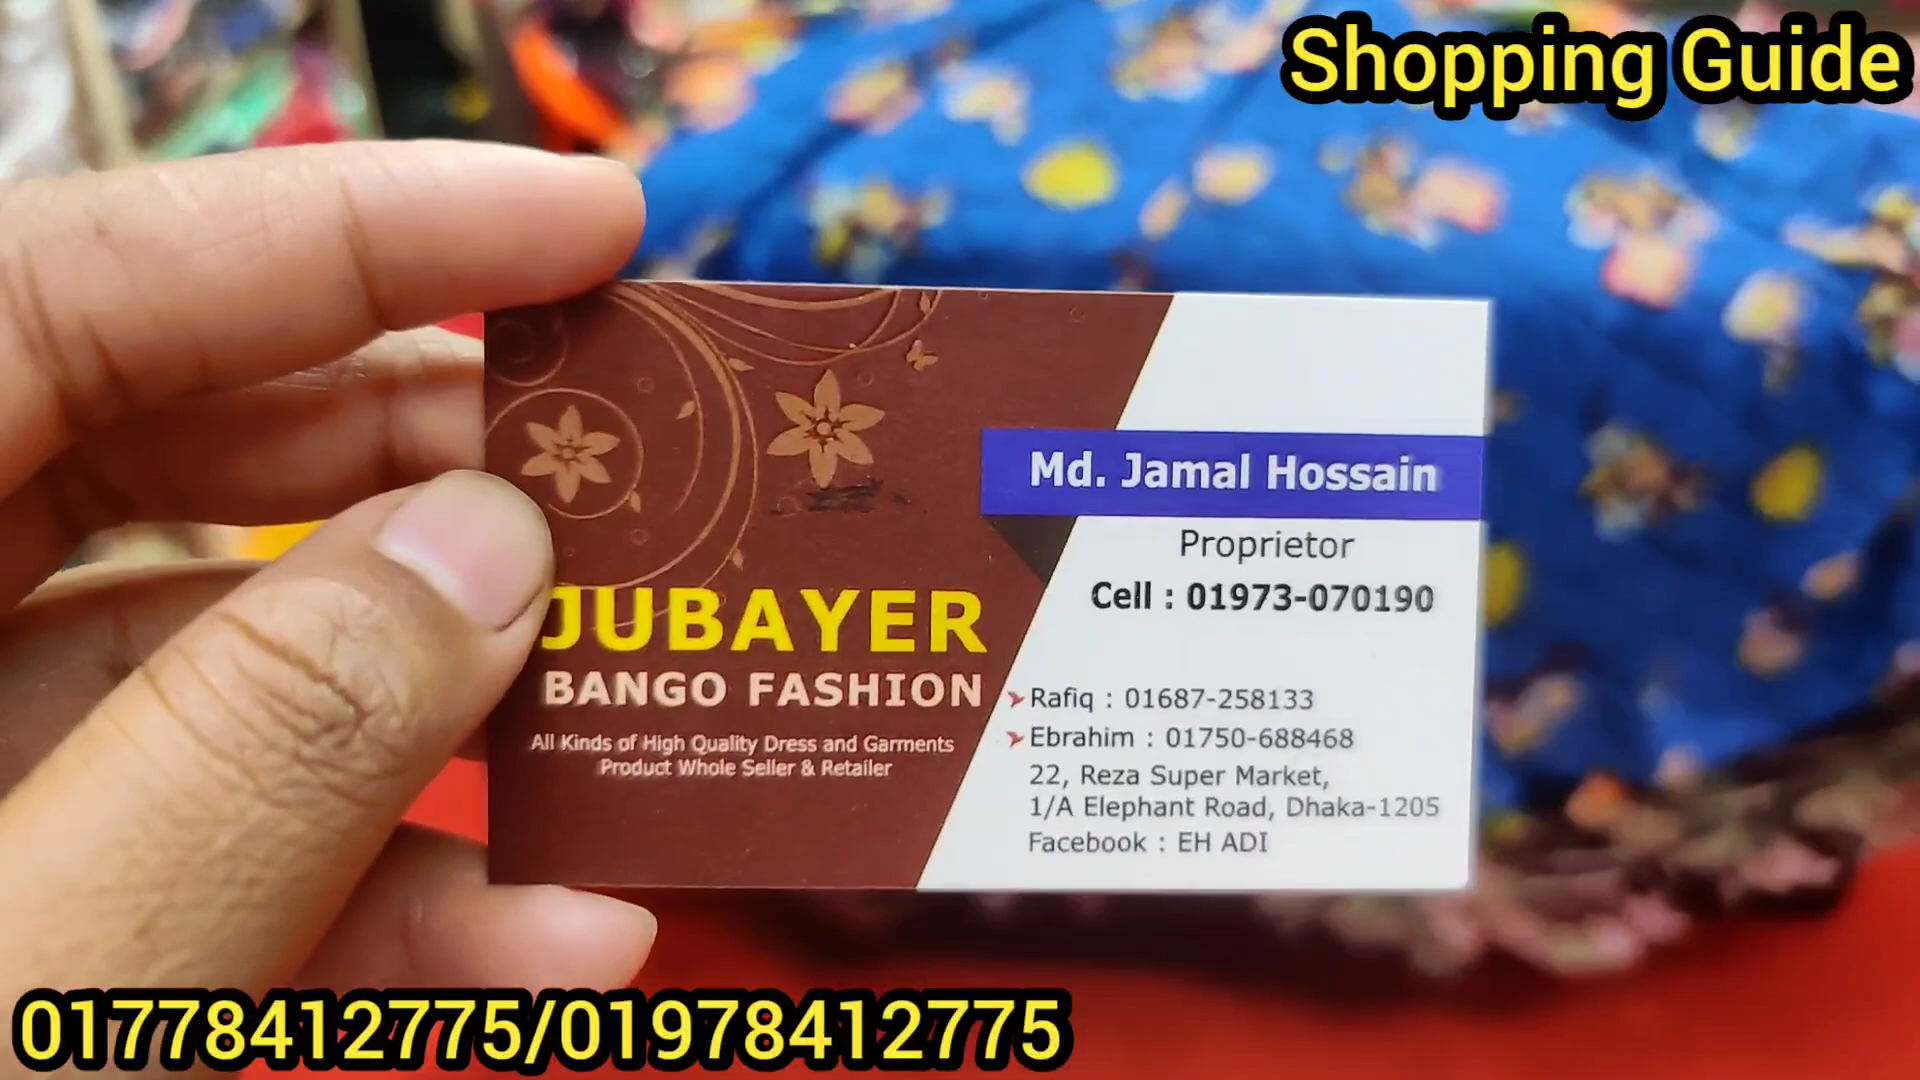 Shopping Guide
Md. Jamal Hossain
Proprietor
Cell : 01973-070190
JUBAYER
BANGO FASHION
All Kinds of High Quality Dress and Garments
Product Whole Seller & Retailer
Rafiq : 01687-258133
Ebrahim : 01750-688468
22, Reza Super Market,
1/A Elephant Road, Dhaka-1205
Facebook : EH ADI
01778412775/01978412775